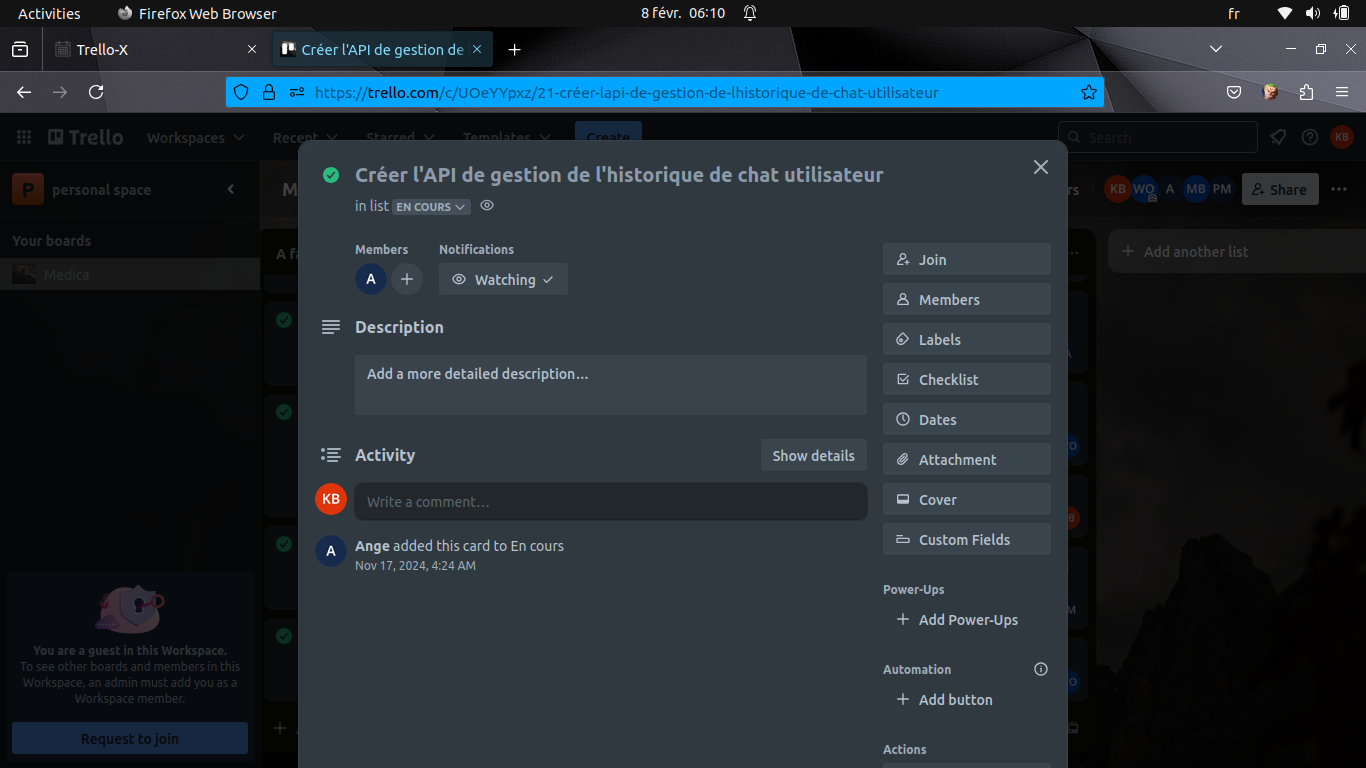 Activities
Firefox Web Browser
8 févr. 06:10
fr
Trello-X
Créer l'API de gestion de
https://trello.com/c/UOeYYpxz/21-créer-lapi-de-gestion-de-lhistorique-de-chat-utilisateur
Trello
Workspaces
Recent
Starred
Templates
Create
Search
KB
P personal space
M
KB WO A MB PM
Share
Your boards
Medica
A fa
Add another list
Créer l'API de gestion de l'historique de chat utilisateur
in list EN COURS
Members
Notifications
A
Watching
Description
Add a more detailed description…
Activity
Show details
KB
Write a comment…
A
Ange added this card to En cours
Nov 17, 2024, 4:24 AM
Join
Members
Labels
Checklist
Dates
Attachment
Cover
Custom Fields
Power-Ups
Add Power-Ups
Automation
Add button
Actions
You are a guest in this Workspace.
To see other boards and members in this
Workspace, an admin must add you as a
Workspace member.
Request to join